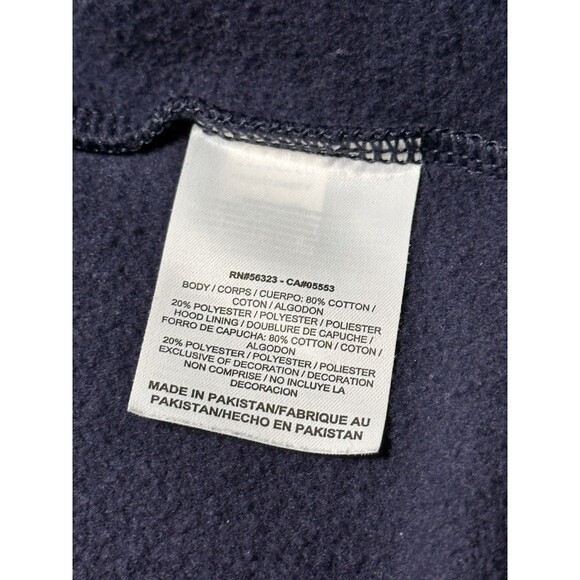 RN#56323 - CA#05553
BODY / CORPS / CUERPO: 80% COTTON /
COTON / ALGODON
20% POLYESTER / POLYESTER / POLIESTER
HOOD LINING / DOUBLURE DE CAPUCHE /
FORRO DE CAPUCHA: 80% COTTON / COTON /
ALGODON
20% POLYESTER / POLYESTER / POLIESTER
EXCLUSIVE OF DECORATION / DECORATION
NON COMPRISE / NO INCLUYE LA
DECORACION
MADE IN PAKISTAN/FABRIQUE AU
PAKISTAN/HECHO EN PAKISTAN